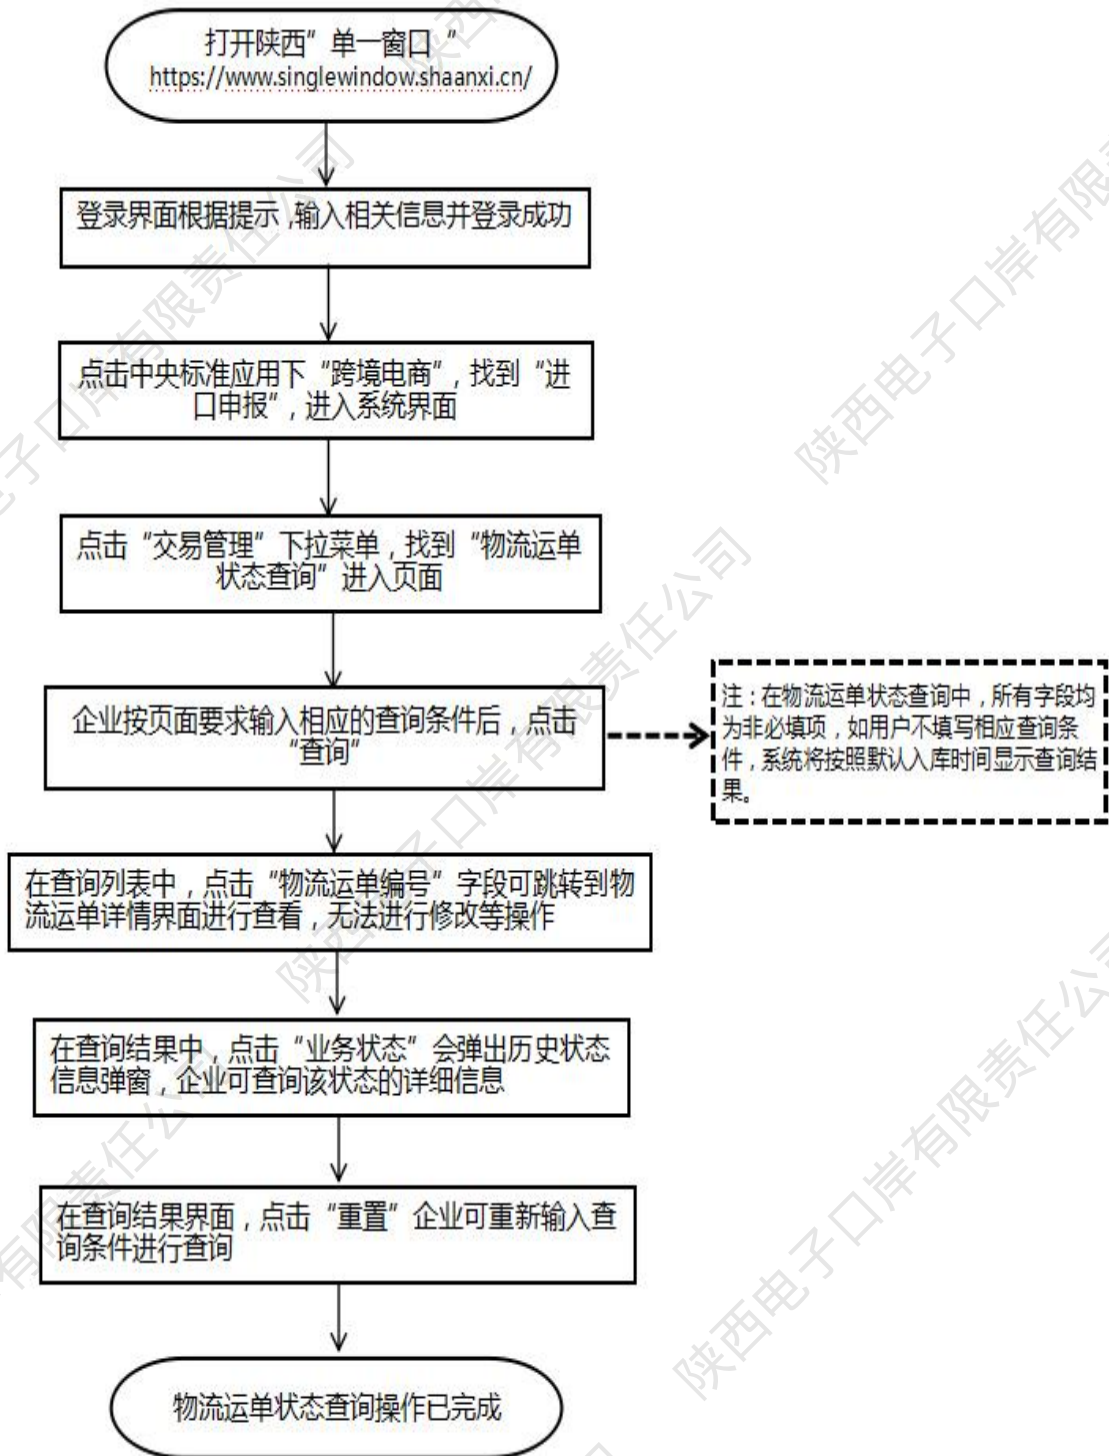 打开陕西”单一窗口“
https://www.singlewindow.shaanxi.cn/
登录界面根据提示,输入相关信息并登录成功
点击中央标准应用下“跨境电商”，找到“进
口申报”，进入系统界面
点击“交易管理”下拉菜单，找到“物流运单
状态查询”进入页面
企业按页面要求输入相应的查询条件后，点击
“查询”
注：在物流运单状态查询中，所有字段均
为非必填项，如用户不填写相应查询条
件，系统将按照默认入库时间显示查询结
果。
在查询列表中，点击“物流运单编号”字段可跳转到物
流运单详情界面进行查看，无法进行修改等操作
在查询结果中，点击“业务状态”会弹出历史状态
信息弹窗，企业可查询该状态的详细信息
在查询结果界面，点击“重置”企业可重新输入查
询条件进行查询
物流运单状态查询操作已完成
陕西电子口岸有限责任公司